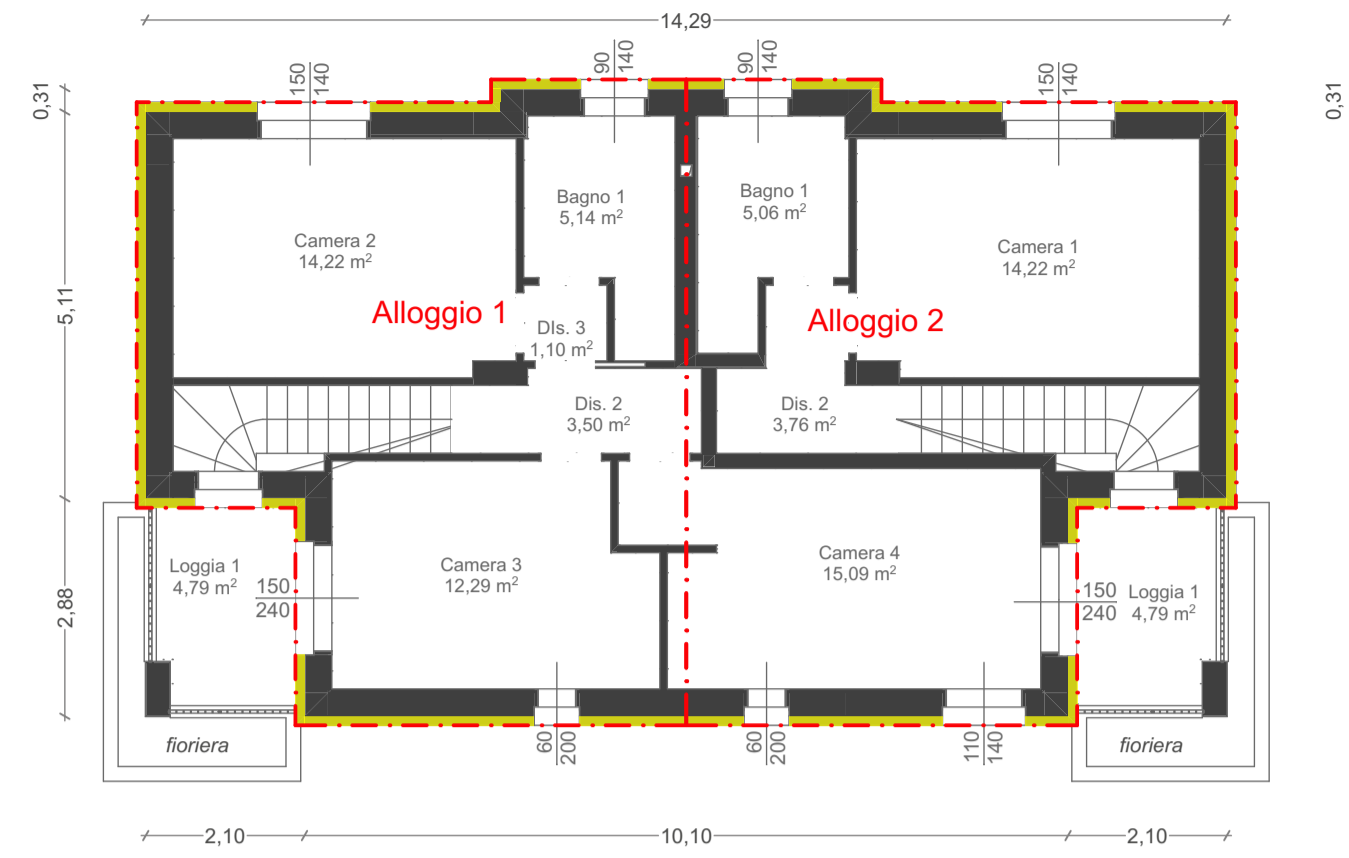 14,29
150
140
90
140
90
140
150
140
0,31
0,31
5,11
2,88
Bagno 1
5,14 m²
Bagno 1
5,06 m²
Camera 2
14,22 m²
Camera 1
14,22 m²
Alloggio 1
Alloggio 2
DIs. 3
1,10 m²
Dis. 2
3,50 m²
Dis. 2
3,76 m²
Loggia 1
4,79 m²
150
240
Camera 3
12,29 m²
Camera 4
15,09 m²
150
240
Loggia 1
4,79 m²
fioriera
60
200
60
200
110
140
fioriera
2,10
10,10
2,10